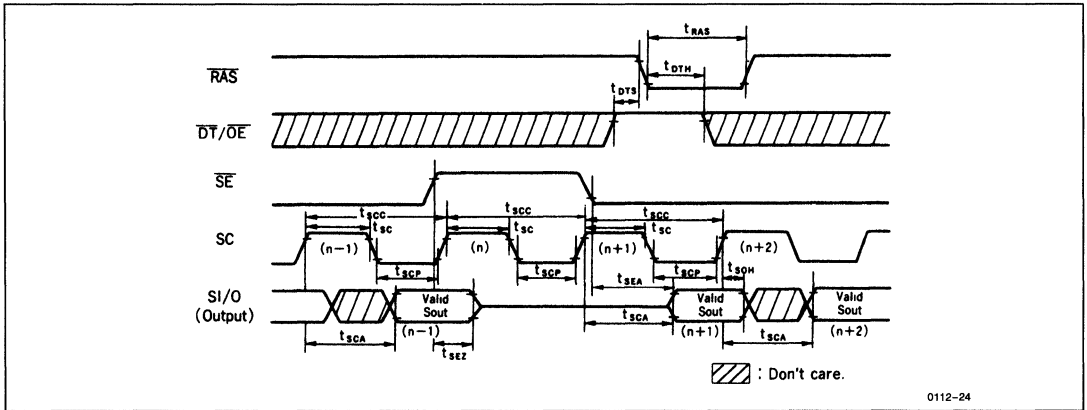 tRAS
RAS
tDTH
tDTS
DT/OE
SE
tSCC tSCC tSCC
tSC tSC tSC
SC (n−1) (n) (n+1) (n+2)
tSCP tSCP tSCP tSOH
tSEA
SI/O Valid Sout Valid Sout Valid Sout
(Output) (n−1) tSCA (n+1) (n+2)
tSCA tSCA
tSEZ
: Don't care.
0112-24